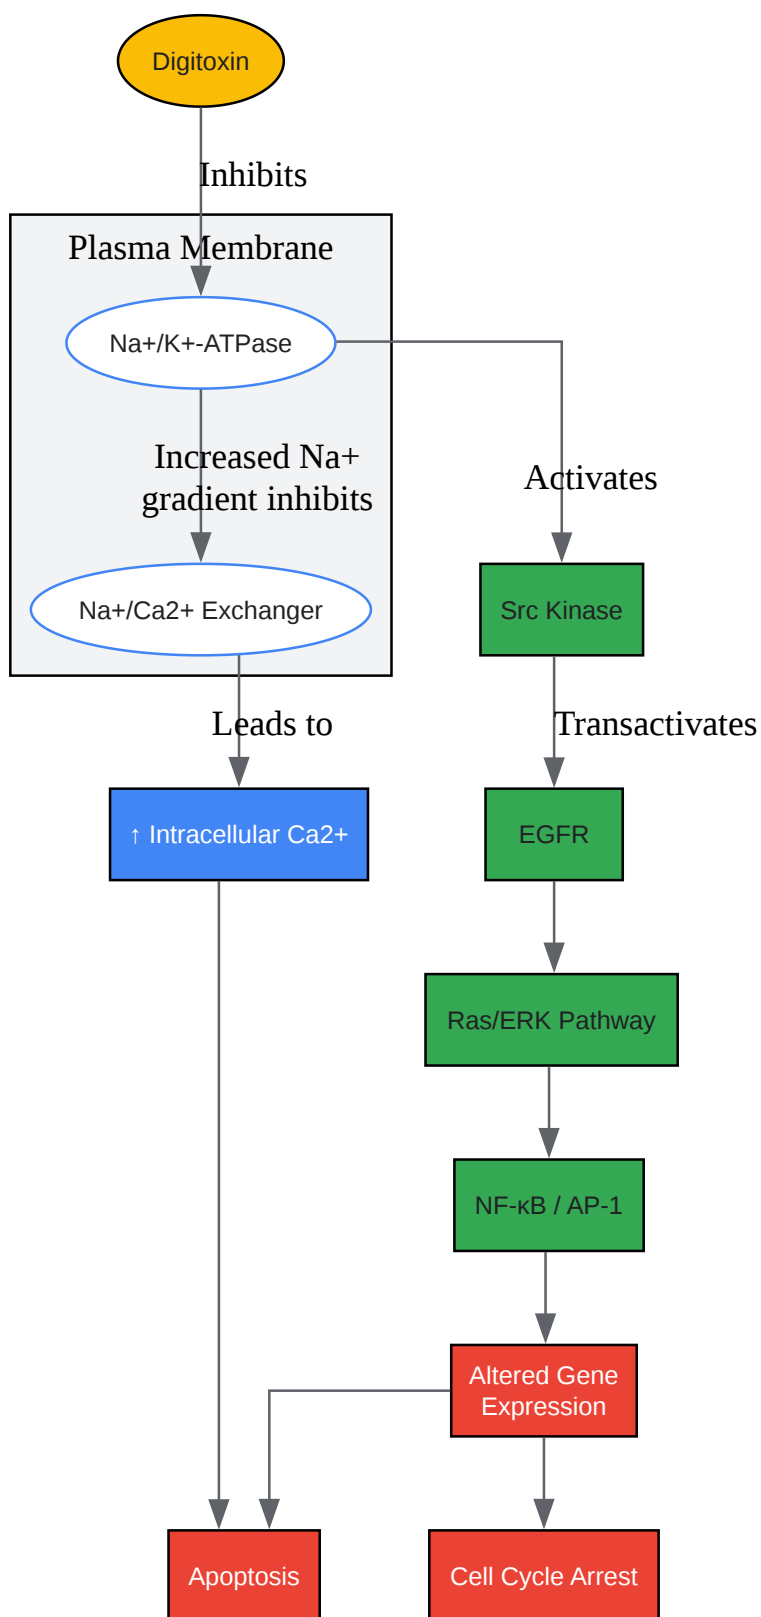 Digitoxin
Inhibits
Plasma Membrane
Na+/K+-ATPase
Increased Na+
gradient inhibits
Activates
Na+/Ca2+ Exchanger
Src Kinase
Leads to
Transactivates
↑ Intracellular Ca2+
EGFR
Ras/ERK Pathway
NF-κB / AP-1
Altered Gene
Expression
Apoptosis
Cell Cycle Arrest